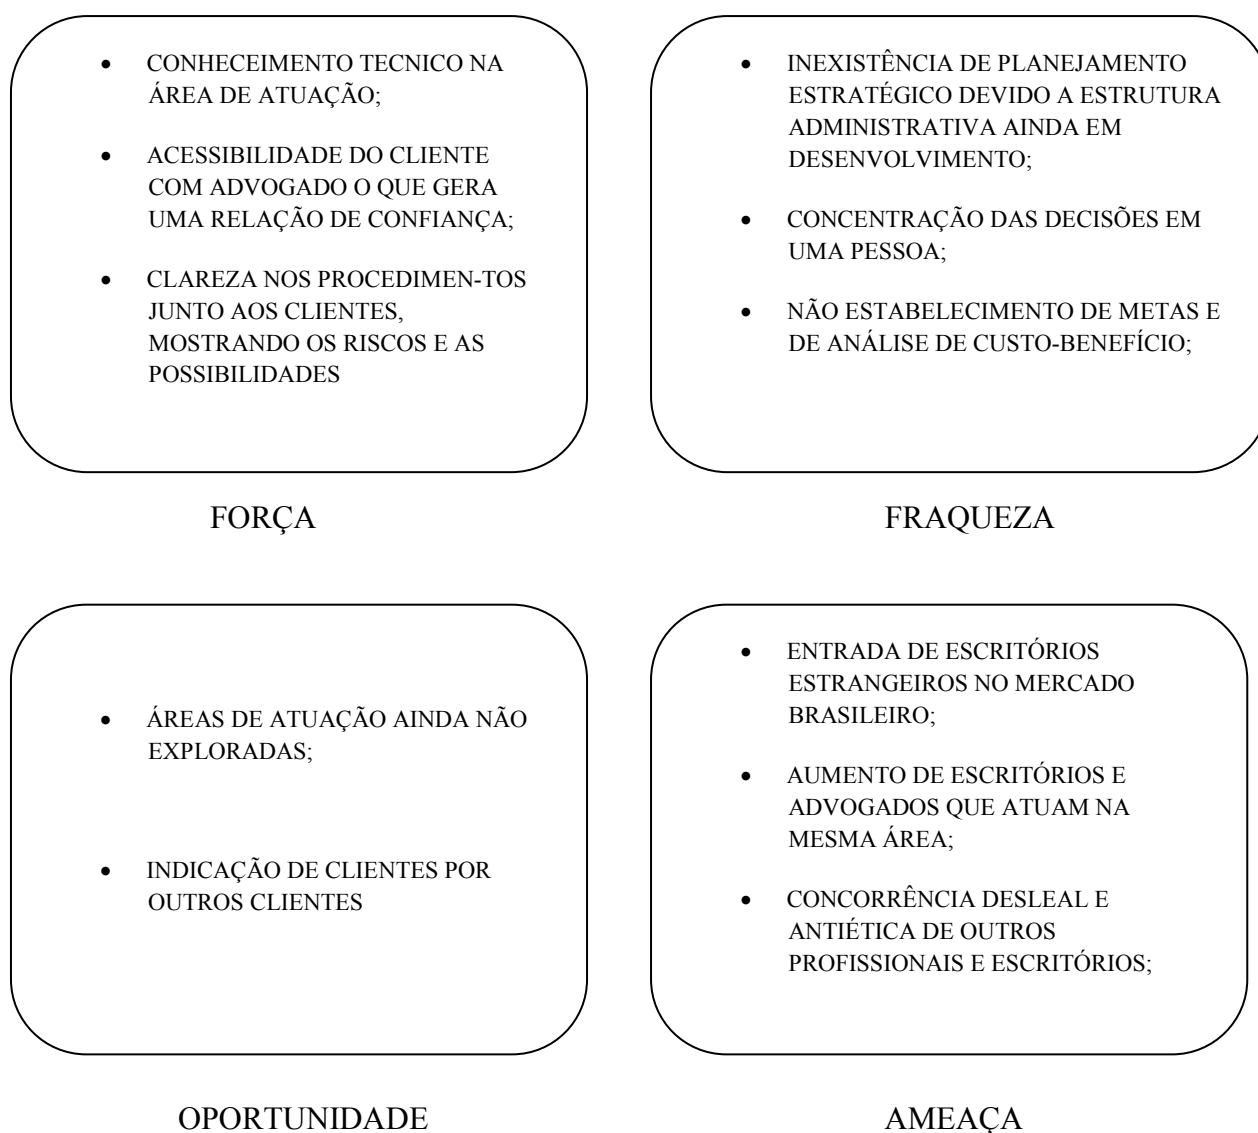 • CONHECEIMENTO TECNICO NA
ÁREA DE ATUAÇÃO;
• ACESSIBILIDADE DO CLIENTE
COM ADVOGADO O QUE GERA
UMA RELAÇÃO DE CONFIANÇA;
• CLAREZA NOS PROCEDIMEN-TOS
JUNTO AOS CLIENTES,
MOSTRANDO OS RISCOS E AS
POSSIBILIDADES
FORÇA
• INEXISTÊNCIA DE PLANEJAMENTO
ESTRATÉGICO DEVIDO A ESTRUTURA
ADMINISTRATIVA AINDA EM
DESENVOLVIMENTO;
• CONCENTRAÇÃO DAS DECISÕES EM
UMA PESSOA;
• NÃO ESTABELECIMENTO DE METAS E
DE ANÁLISE DE CUSTO-BENEFÍCIO;
FRAQUEZA
• ÁREAS DE ATUAÇÃO AINDA NÃO
EXPLORADAS;
• INDICAÇÃO DE CLIENTES POR
OUTROS CLIENTES
OPORTUNIDADE
• ENTRADA DE ESCRITÓRIOS
ESTRANGEIROS NO MERCADO
BRASILEIRO;
• AUMENTO DE ESCRITÓRIOS E
ADVOGADOS QUE ATUAM NA
MESMA ÁREA;
• CONCORRÊNCIA DESLEAL E
ANTIÉTICA DE OUTROS
PROFISSIONAIS E ESCRITÓRIOS;
AMEAÇA